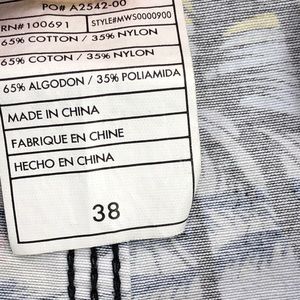 PO# A2542-00
RN#100691 STYLE#MWS0000900
65% COTTON / 35% NYLON
65% COTON / 35% NYLON
65% ALGODON / 35% POLIAMIDA
MADE IN CHINA
FABRIQUE EN CHINE
HECHO EN CHINA
38